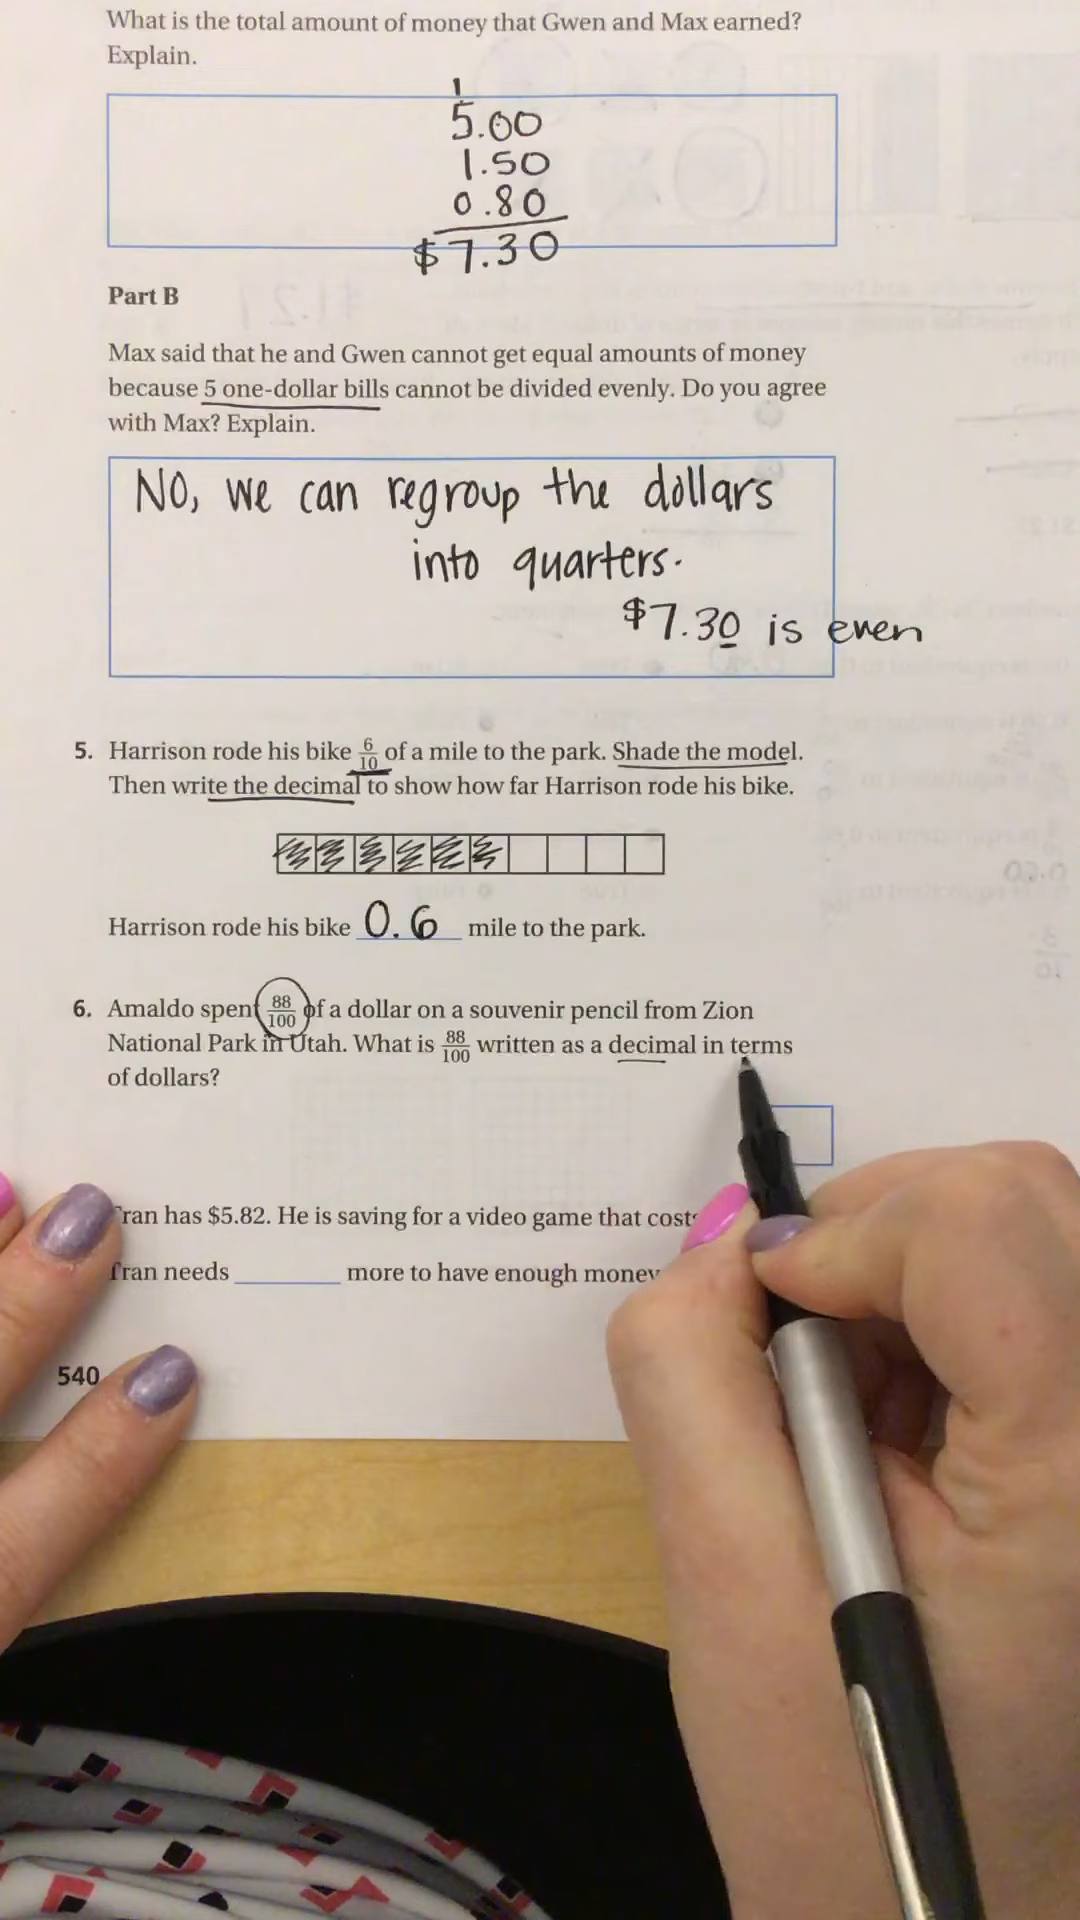 What is the total amount of money that Gwen and Max earned?
Explain.
1
5.00
1.50
0.80
$7.30
Part B
Max said that he and Gwen cannot get equal amounts of money
because 5 one-dollar bills cannot be divided evenly. Do you agree
with Max? Explain.
NO, we can regroup the dollars
into quarters.
$7.30 is even
5. Harrison rode his bike 6/10 of a mile to the park. Shade the model.
Then write the decimal to show how far Harrison rode his bike.
Harrison rode his bike 0.6 mile to the park.
6. Amaldo spent 88/100 of a dollar on a souvenir pencil from Zion
National Park in Utah. What is 88/100 written as a decimal in terms
of dollars?
Tran has $5.82. He is saving for a video game that costs
Tran needs ______ more to have enough money
540